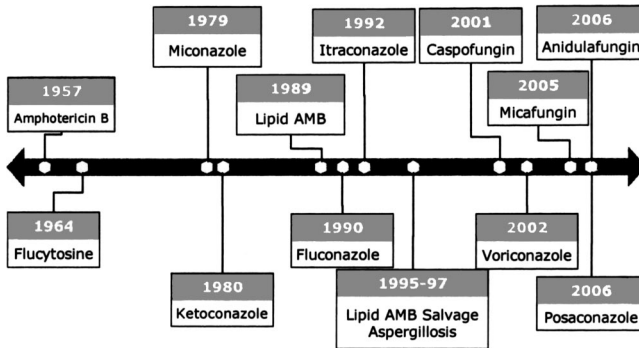 1979
Miconazole
1992
Itraconazole
2001
Caspofungin
2006
Anidulafungin
1957
Amphotericin B
1989
Lipid AMB
2005
Micafungin
1964
Flucytosine
1990
Fluconazole
2002
Voriconazole
1980
Ketoconazole
1995-97
Lipid AMB Salvage
Aspergillosis
2006
Posaconazole